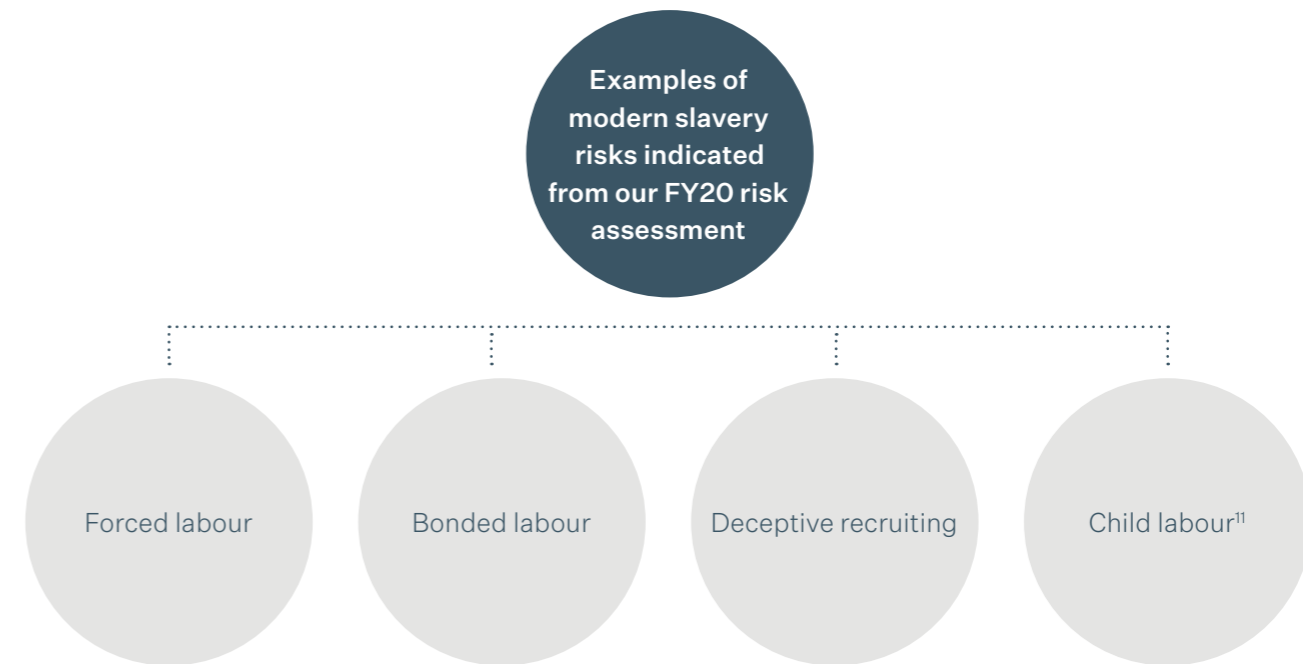 Examples of
modern slavery
risks indicated
from our FY20 risk
assessment
Forced labour
Bonded labour
Deceptive recruiting
Child labour¹¹